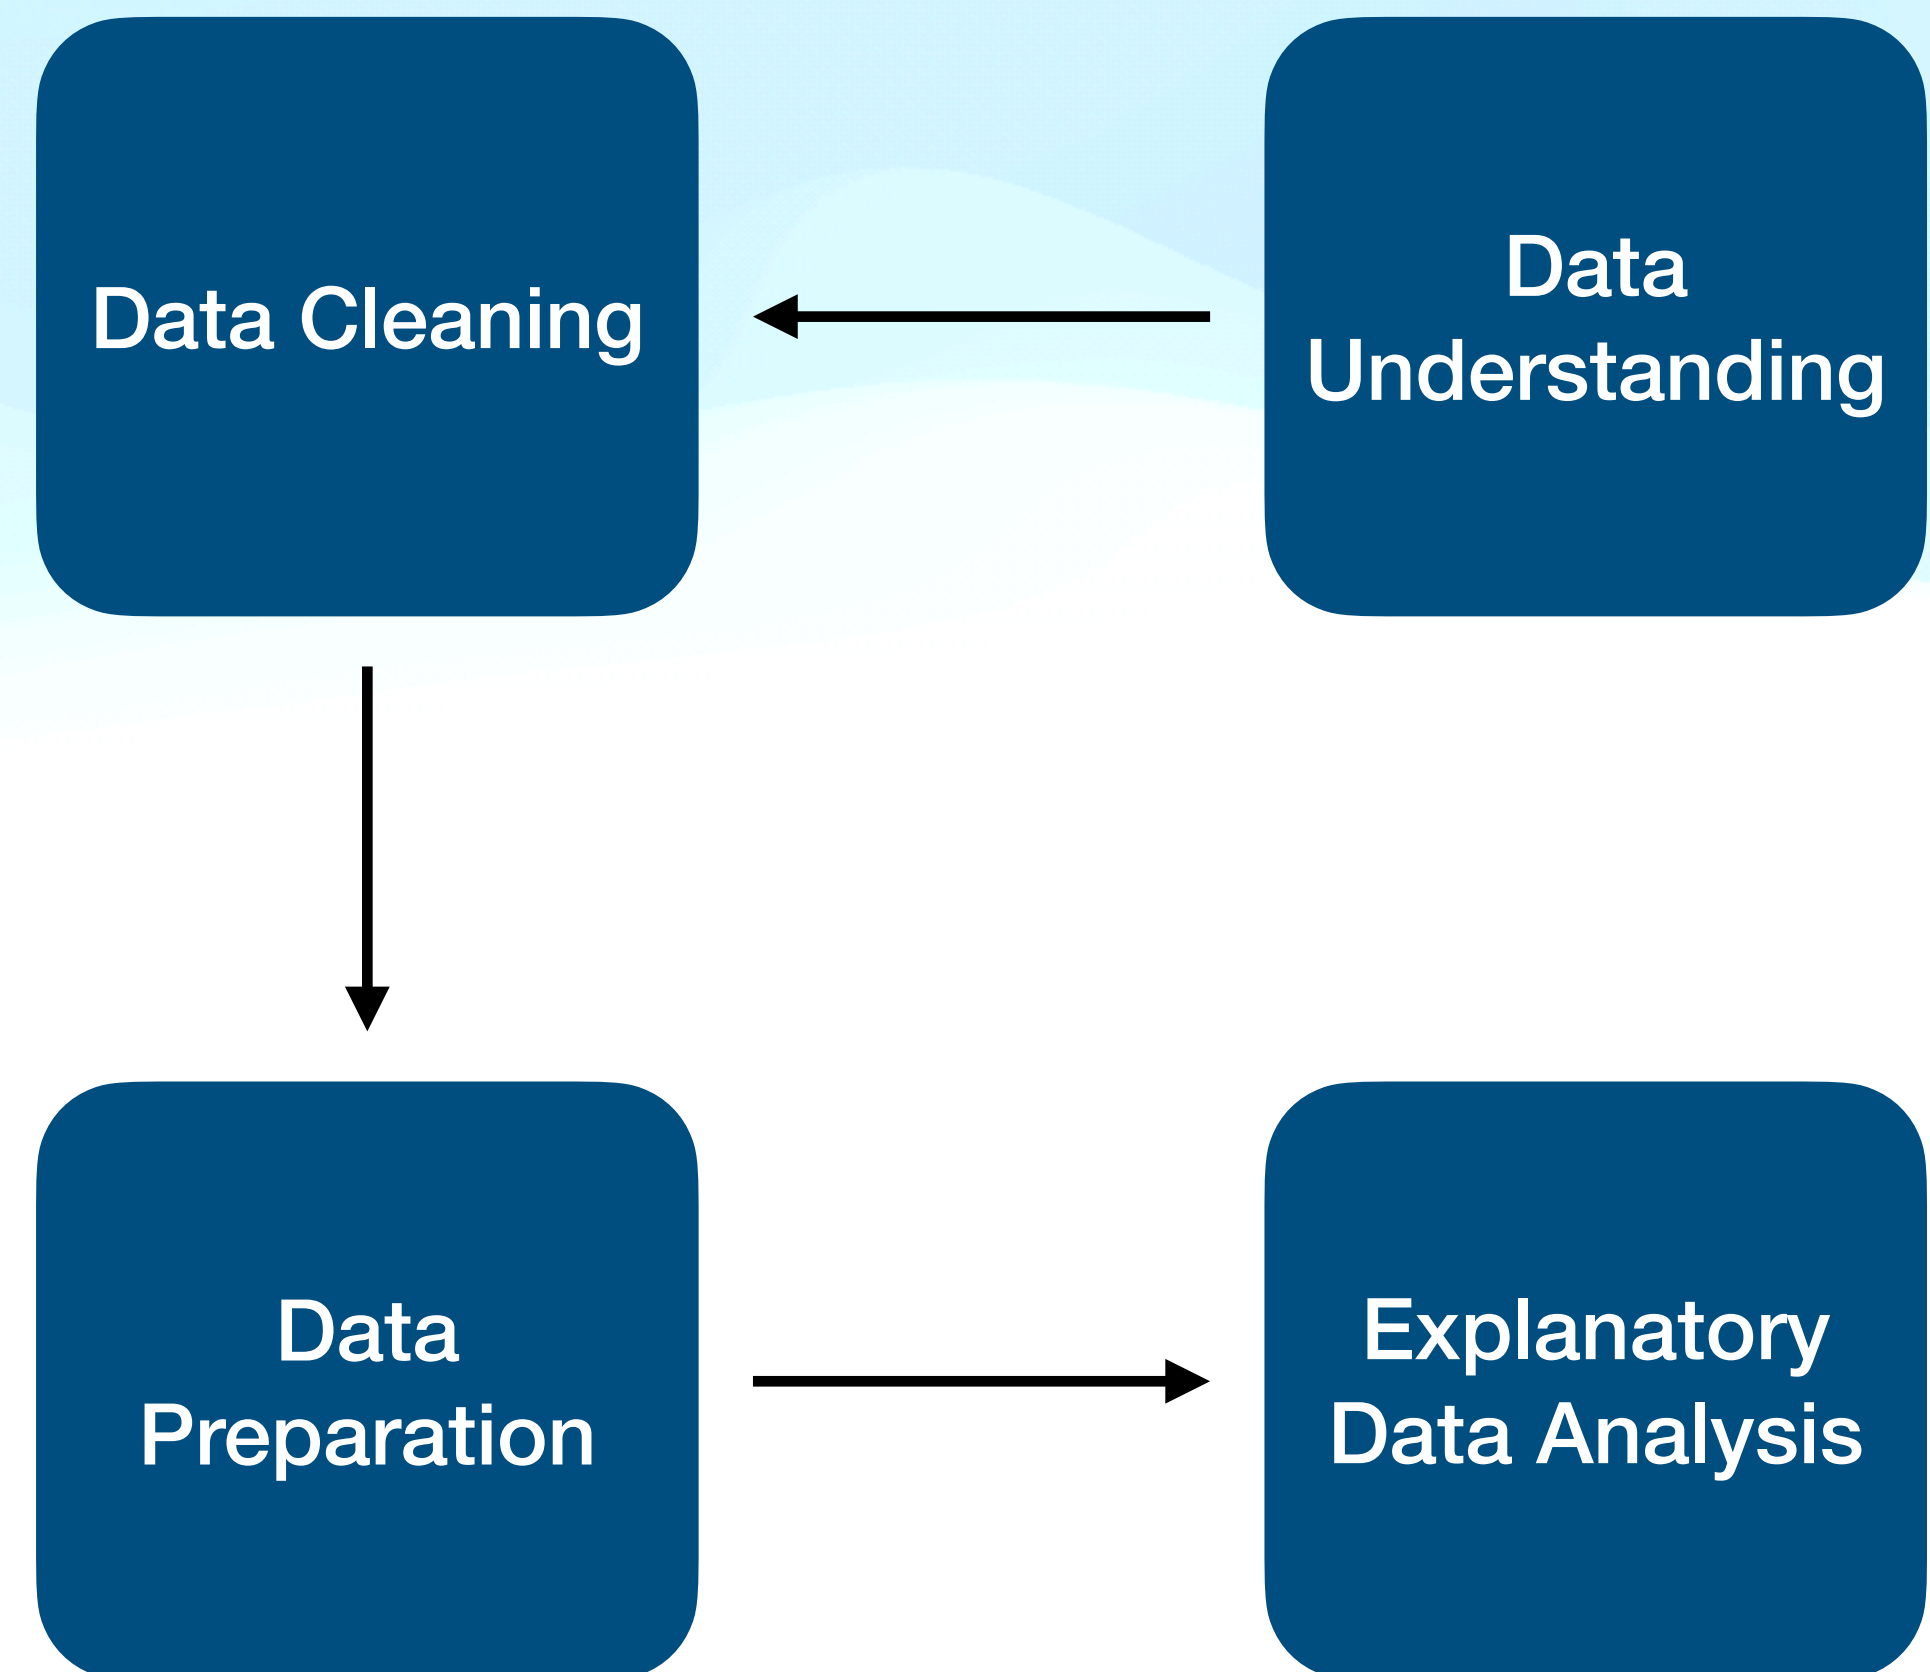 Data Cleaning
Data
Understanding
Data
Preparation
Explanatory
Data Analysis